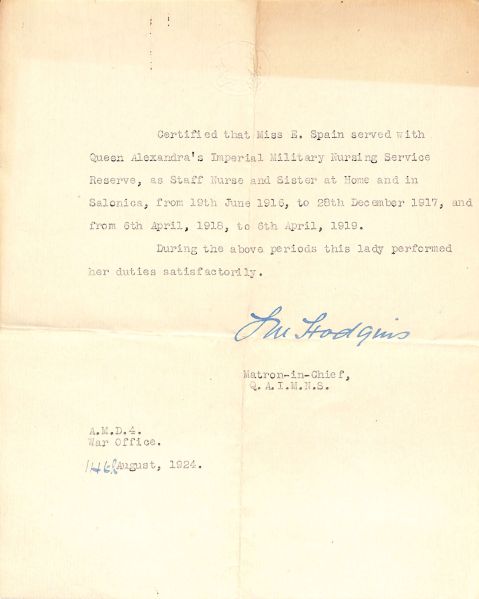 Certified that Miss E. Spain served with
Queen Alexandra's Imperial Military Nursing Service
Reserve, as Staff Nurse and Sister at Home and in
Salonica, from 19th June 1916, to 28th December 1917, and
from 6th April, 1918, to 6th April, 1919.
During the above periods this lady performed
her duties satisfactorily.
Hodgins
Matron-in-Chief,
Q.A.I.M.N.S.
A.M.D.4.
War Office.
14th August, 1924.